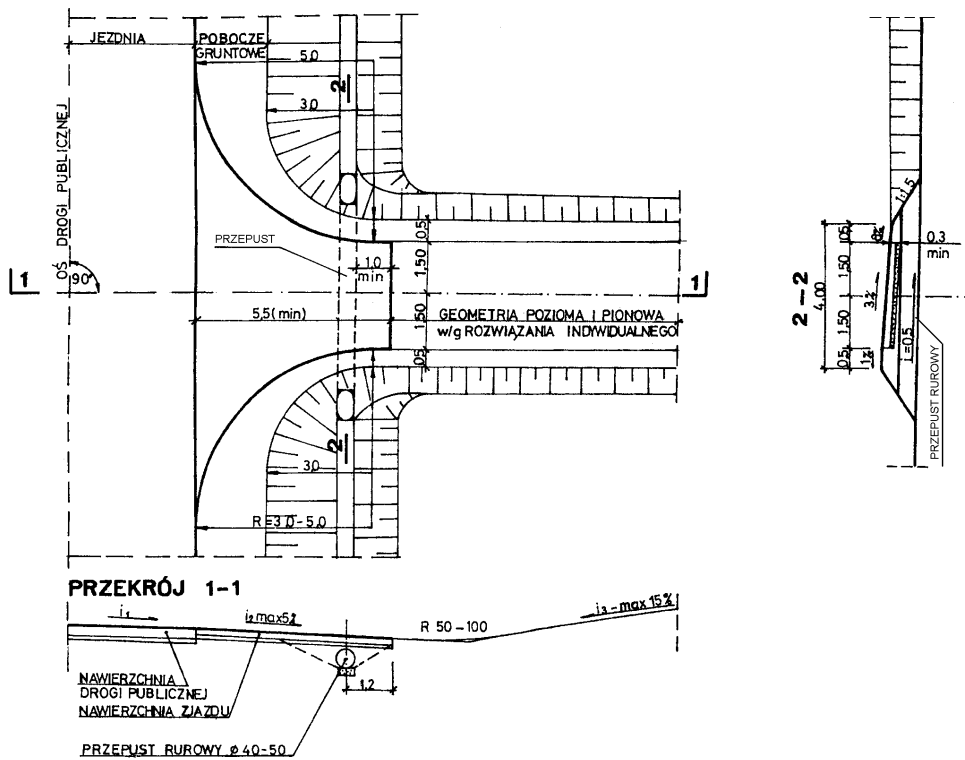 JEZDNIA
POBOCZE
GRUNTOWE
5,0
2
3,0
OŚ DROGI PUBLICZNEJ
90°
1
PRZEPUST
1,0
min
0,5
1,50
1,50
0,5
5,5 (min)
1
GEOMETRIA POZIOMA I PIONOWA
w/g ROZWIĄZANIA INDYWIDUALNEGO
2
3,0
R=3,0-5,0
2-2
4.00
0,5
1,50
1,50
0,5
1:1,5
0,3
min
3%
i=0,5
PRZEPUST RUROWY
PRZEKRÓJ 1-1
i1
i2 max5%
R 50-100
i3-max 15%
1,2
NAWIERZCHNIA
DROGI PUBLICZNEJ
NAWIERZCHNIA ZJAZDU
PRZEPUST RUROWY ø 40-50